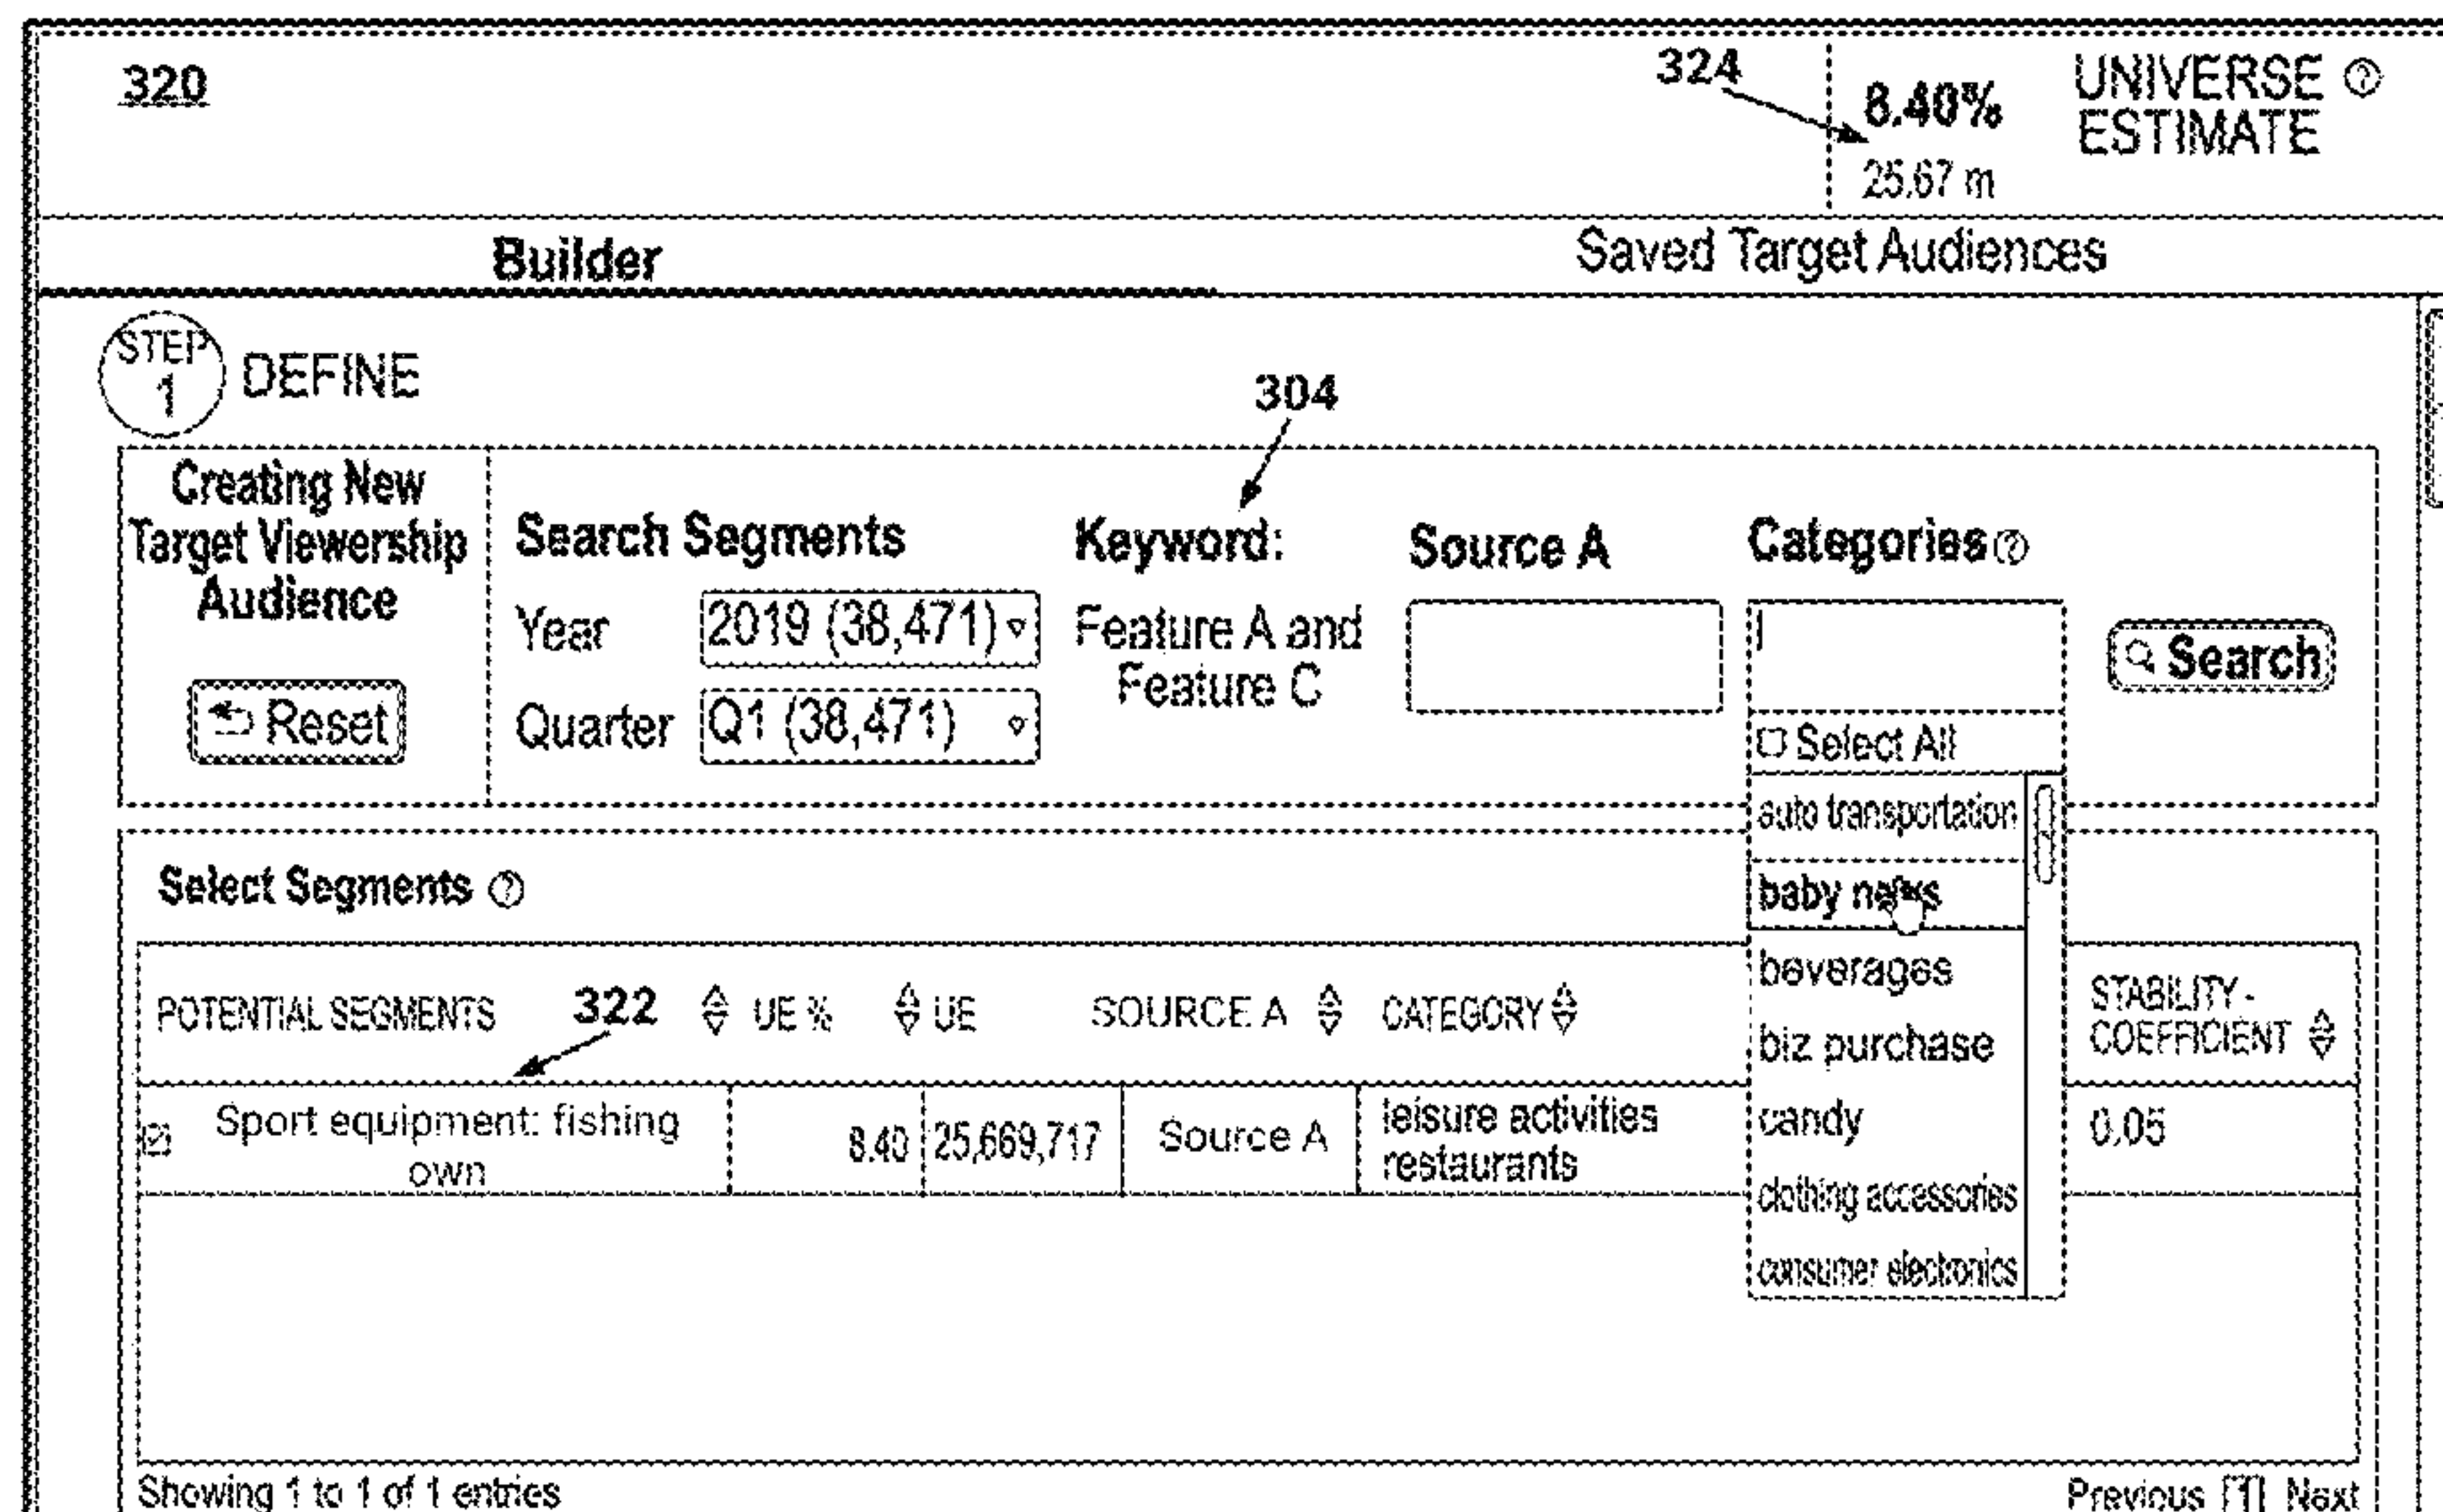 320
324
8.40%
25.67 m
UNIVERSE
ESTIMATE
Builder
Saved Target Audiences
STEP
1
DEFINE
304
Creating New
Target Viewership
Audience
Reset
Search Segments
Year
2019 (38,471)
Quarter
Q1 (38,471)
Keyword:
Feature A and
Feature C
Source A
Categories
Search
Select All
auto transportation
baby
beverages
biz purchase
candy
clothing accessories
consumer electronics
Select Segments
POTENTIAL SEGMENTS
322
UE %
UE
SOURCE A
CATEGORY
STABILITY -
COEFFICIENT
Sport equipment: fishing
own
8.40
25,669,717
Source A
leisure activities
restaurants
0.05
Showing 1 to 1 of 1 entries
Previous 1 Next